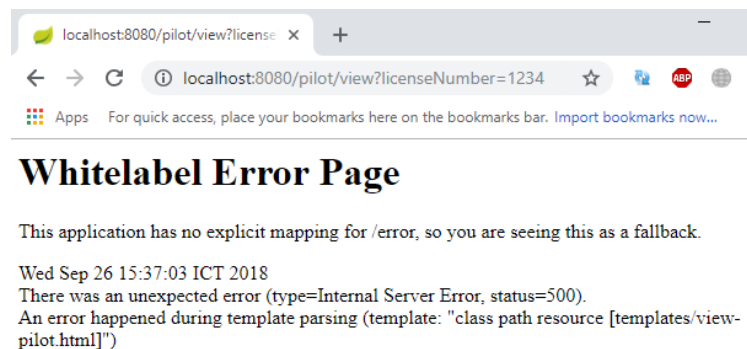 localhost:8080/pilot/view?license
localhost:8080/pilot/view?licenseNumber=1234
ABP
Apps For quick access, place your bookmarks here on the bookmarks bar. Import bookmarks now...
Whitelabel Error Page
This application has no explicit mapping for /error, so you are seeing this as a fallback.
Wed Sep 26 15:37:03 ICT 2018
There was an unexpected error (type=Internal Server Error, status=500).
An error happened during template parsing (template: "class path resource [templates/view-
pilot.html]")